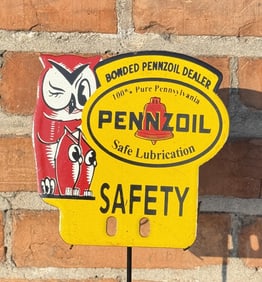 BONDED PENNZOIL DEALER
100% Pure Pennsylvania
PENNZOIL
Safe Lubrication
SAFETY